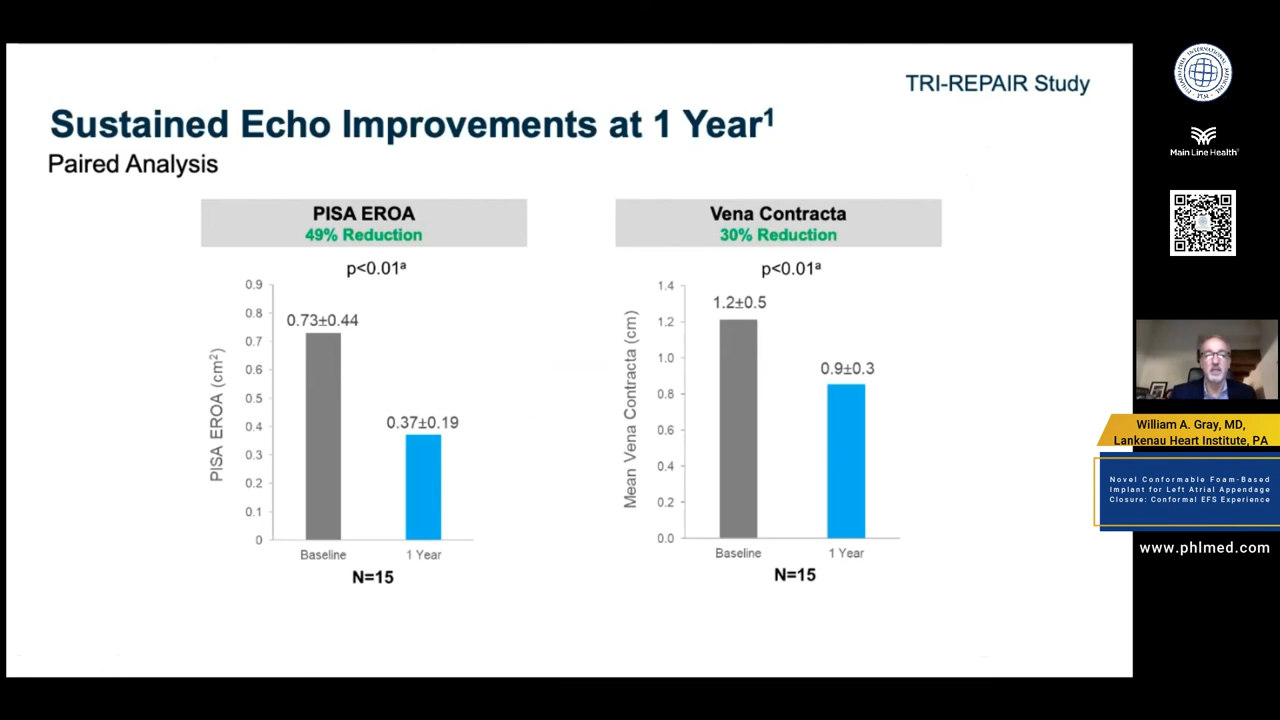 TRI-REPAIR Study
Sustained Echo Improvements at 1 Year¹
Paired Analysis
PISA EROA
49% Reduction
p<0.01ª
PISA EROA (cm²)
0.9
0.8
0.7
0.6
0.5
0.4
0.3
0.2
0.1
0
0.73±0.44
0.37±0.19
Baseline
1 Year
N=15
Vena Contracta
30% Reduction
p<0.01ª
Mean Vena Contracta (cm)
1.4
1.2
1.0
0.8
0.6
0.4
0.2
0.0
1.2±0.5
0.9±0.3
Baseline
1 Year
N=15
Main Line Health
William A. Gray, MD,
Lankenau Heart Institute, PA
Novel Conformable Foam-Based
Implant for Left Atrial Appendage
Closure: Conformal EFS Experience
www.phlmed.com